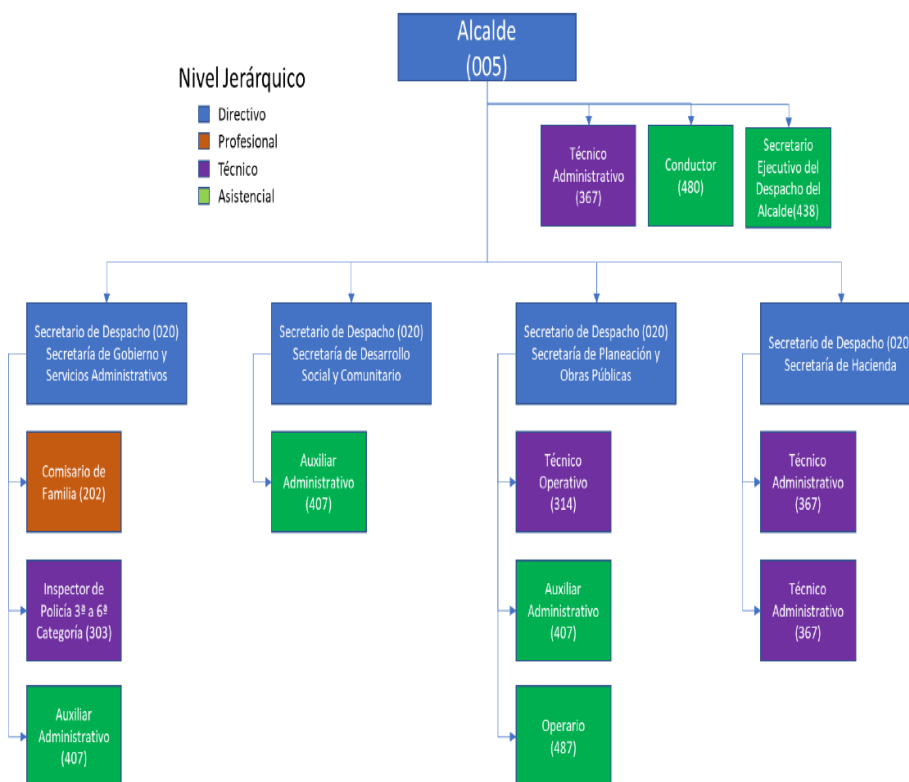 Alcalde
(005)
Nivel Jerárquico
Directivo
Profesional
Técnico
Asistencial
Técnico
Administrativo
(367)
Conductor
(480)
Secretario
Ejecutivo del
Despacho del
Alcalde(438)
Secretario de Despacho (020)
Secretaría de Gobierno y
Servicios Administrativos
Secretario de Despacho (020)
Secretaría de Desarrollo
Social y Comunitario
Secretario de Despacho (020)
Secretaría de Planeación y
Obras Públicas
Secretario de Despacho (020)
Secretaría de Hacienda
Comisario de
Familia (202)
Auxiliar
Administrativo
(407)
Técnico
Operativo
(314)
Técnico
Administrativo
(367)
Inspector de
Policía 3ª a 6ª
Categoría (303)
Auxiliar
Administrativo
(407)
Técnico
Administrativo
(367)
Auxiliar
Administrativo
(407)
Operario
(487)